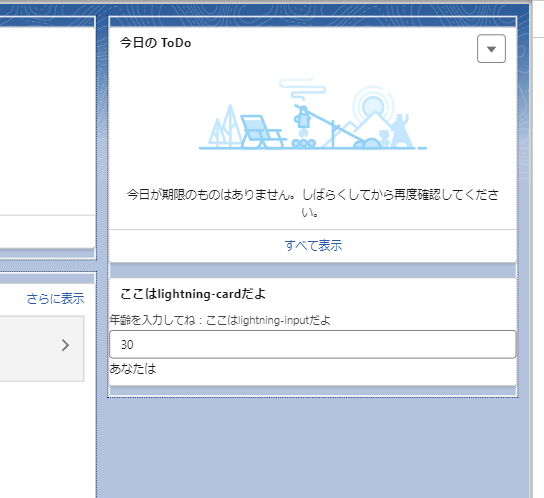 今日の ToDo
今日が期限のものはありません。しばらくしてから再度確認してくださ
い。
すべて表示
さらに表示
ここはlightning-cardだよ
年齢を入力してね：ここはlightning-inputだよ
30
あなたは